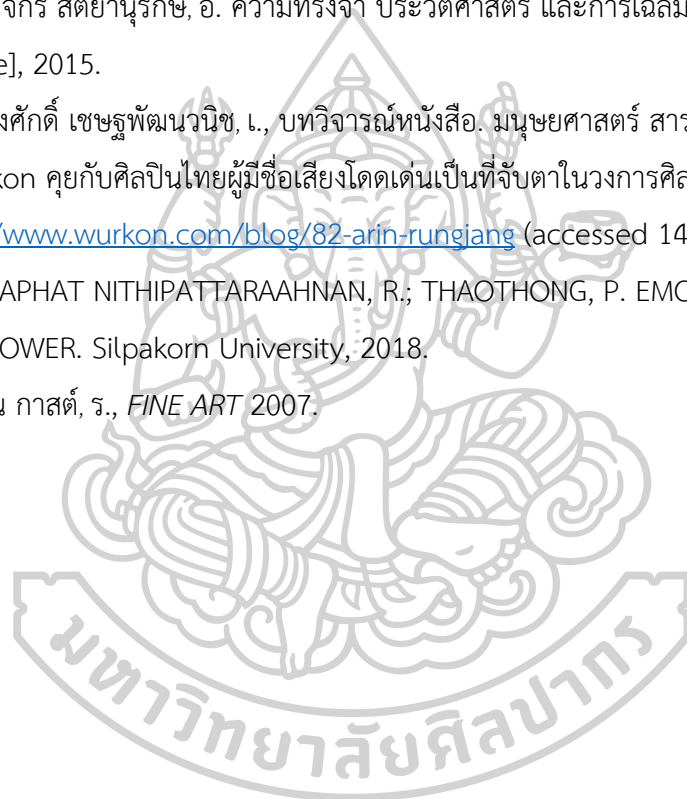 จักร สัตยานุรักษ์, อ. ความทรงจำ ประวัติศาสตร์ และการเฉลิม
e], 2015.
งศักดิ์ เชษฐพัฒนวนิช, เ., บทวิจารณ์หนังสือ. มนุษยศาสตร์ สาร
kon คุยกับศิลปินไทยผู้มีชื่อเสียงโดดเด่นเป็นที่จับตาในวงการศิล
/www.wurkon.com/blog/82-arin-rungjang (accessed 14
APHAT NITHIPATTARAAHNAN, R.; THAOTHONG, P. EMO
OWER. Silpakorn University, 2018.
น กาสต์, ร., FINE ART 2007.
มหาวิทยาลัยศิลปากร